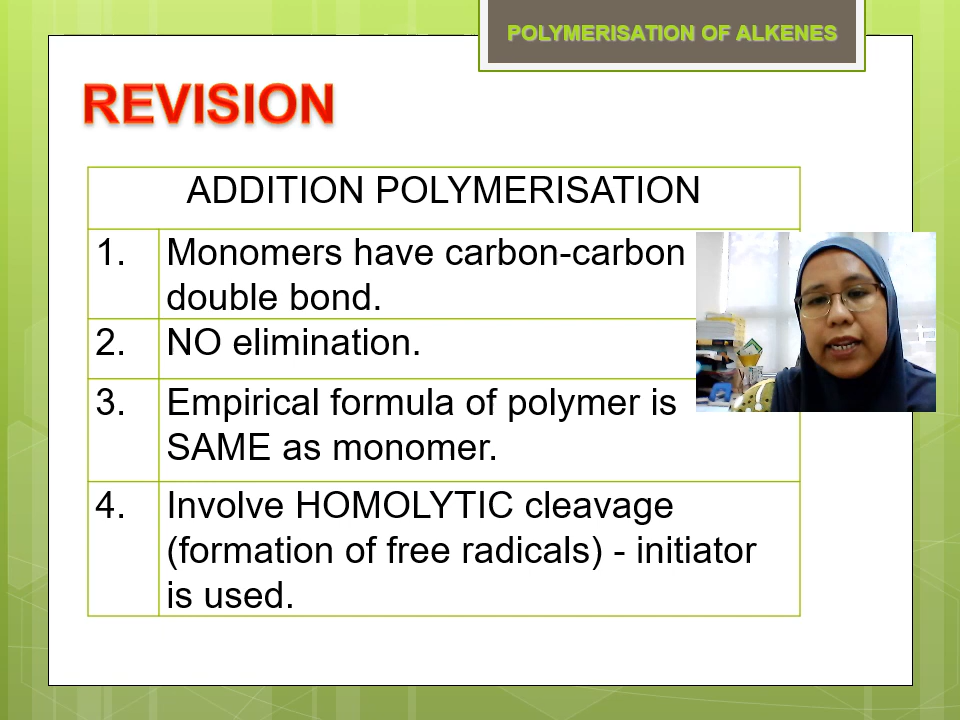 POLYMERISATION OF ALKENES
REVISION
ADDITION POLYMERISATION
1. Monomers have carbon-carbon
double bond.
2. NO elimination.
3. Empirical formula of polymer is
SAME as monomer.
4. Involve HOMOLYTIC cleavage
(formation of free radicals) - initiator
is used.